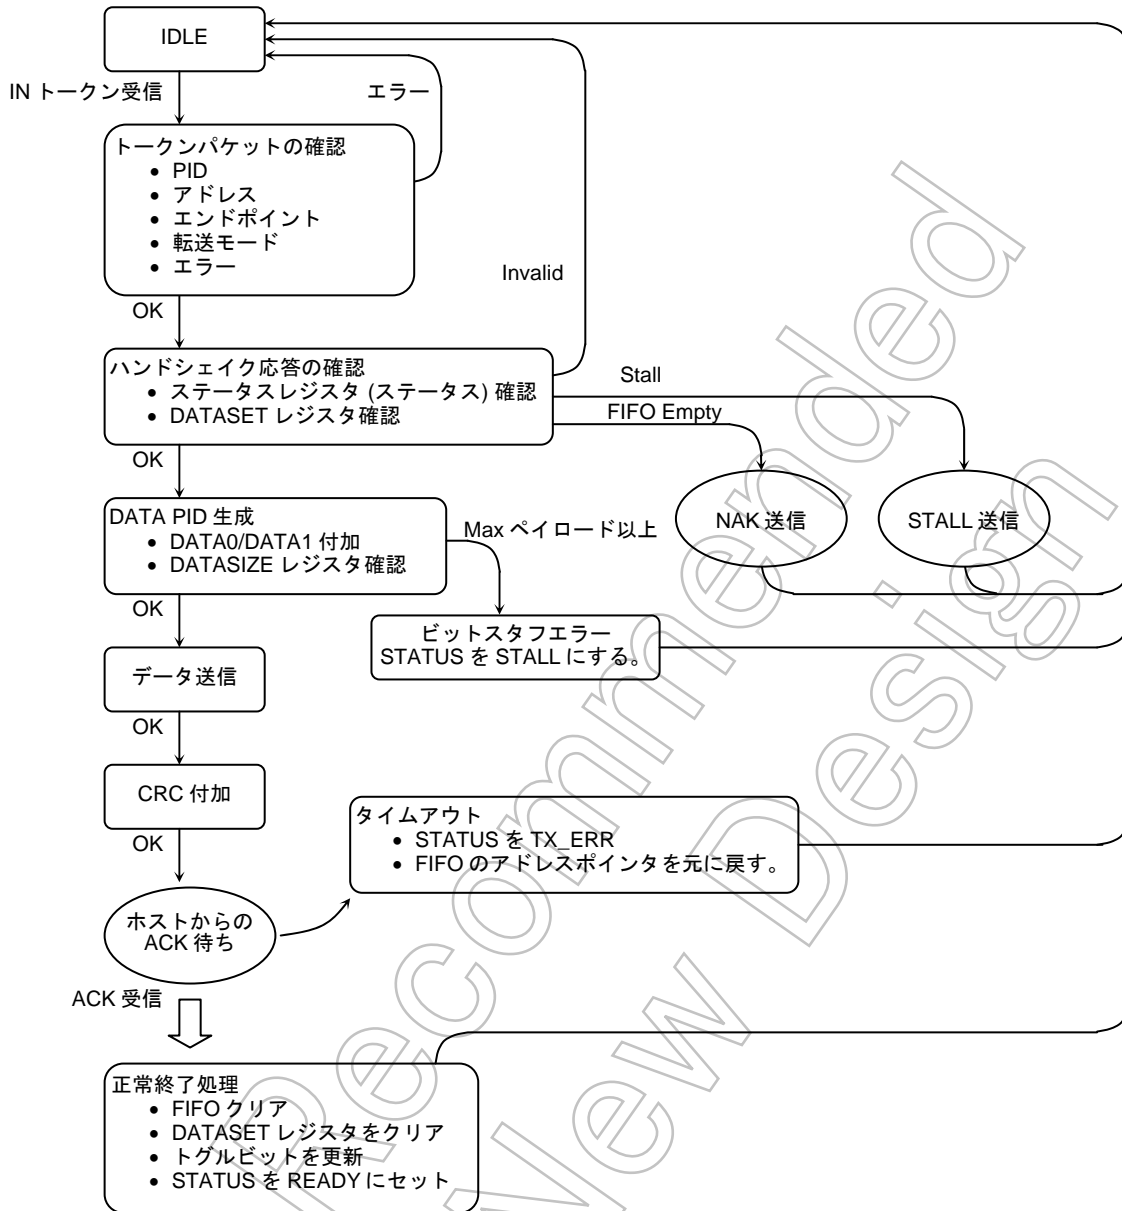 IDLE
IN トークン受信
エラー
トークンパケットの確認
• PID
• アドレス
• エンドポイント
• 転送モード
• エラー
Invalid
OK
ハンドシェイク応答の確認
• ステータスレジスタ (ステータス) 確認
• DATASET レジスタ確認
Stall
FIFO Empty
OK
NAK 送信
STALL 送信
DATA PID 生成
• DATA0/DATA1 付加
• DATASIZE レジスタ確認
Max ペイロード以上
OK
ビットスタフエラー
STATUS を STALL にする。
データ送信
OK
CRC 付加
OK
タイムアウト
• STATUS を TX_ERR
• FIFO のアドレスポインタを元に戻す。
ホストからの
ACK 待ち
ACK 受信
正常終了処理
• FIFO クリア
• DATASET レジスタをクリア
• トグルビットを更新
• STATUS を READY にセット
Recommended
New Design